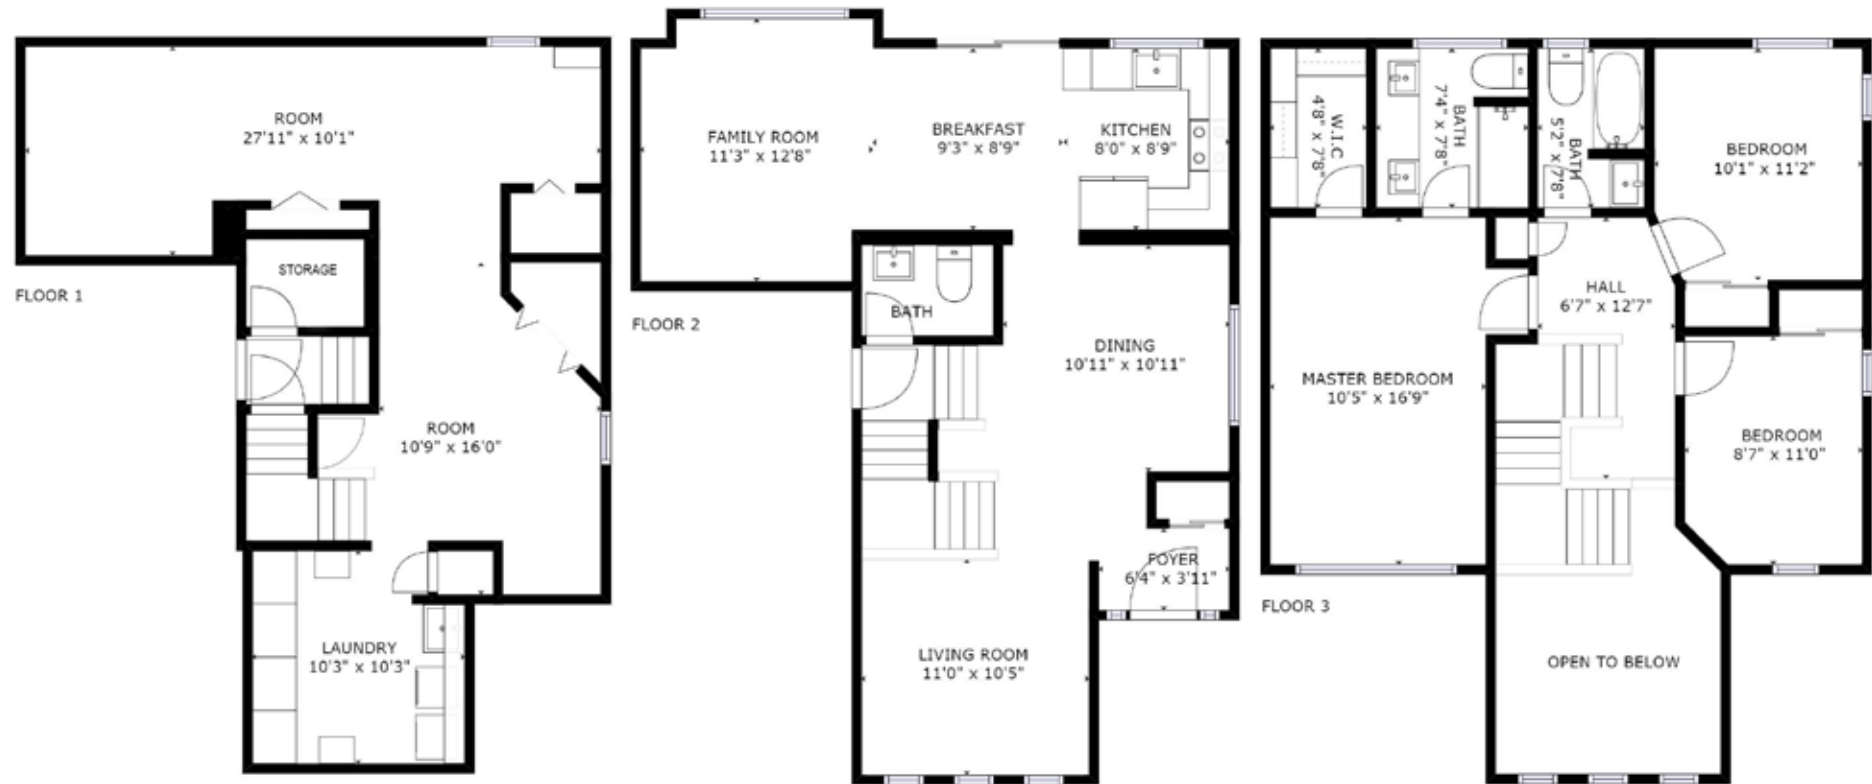 ROOM
27'11" x 10'1"
STORAGE
FLOOR 1
ROOM
10'9" x 16'0"
LAUNDRY
10'3" x 10'3"
FAMILY ROOM
11'3" x 12'8"
BREAKFAST
9'3" x 8'9"
KITCHEN
8'0" x 8'9"
FLOOR 2
BATH
DINING
10'11" x 10'11"
FOYER
6'4" x 3'11"
LIVING ROOM
11'0" x 10'5"
W.I.C
4'8" x 7'8"
BATH
7'4" x 7'8"
BATH
5'2" x 7'8"
BEDROOM
10'1" x 11'2"
HALL
6'7" x 12'7"
MASTER BEDROOM
10'5" x 16'9"
BEDROOM
8'7" x 11'0"
FLOOR 3
OPEN TO BELOW